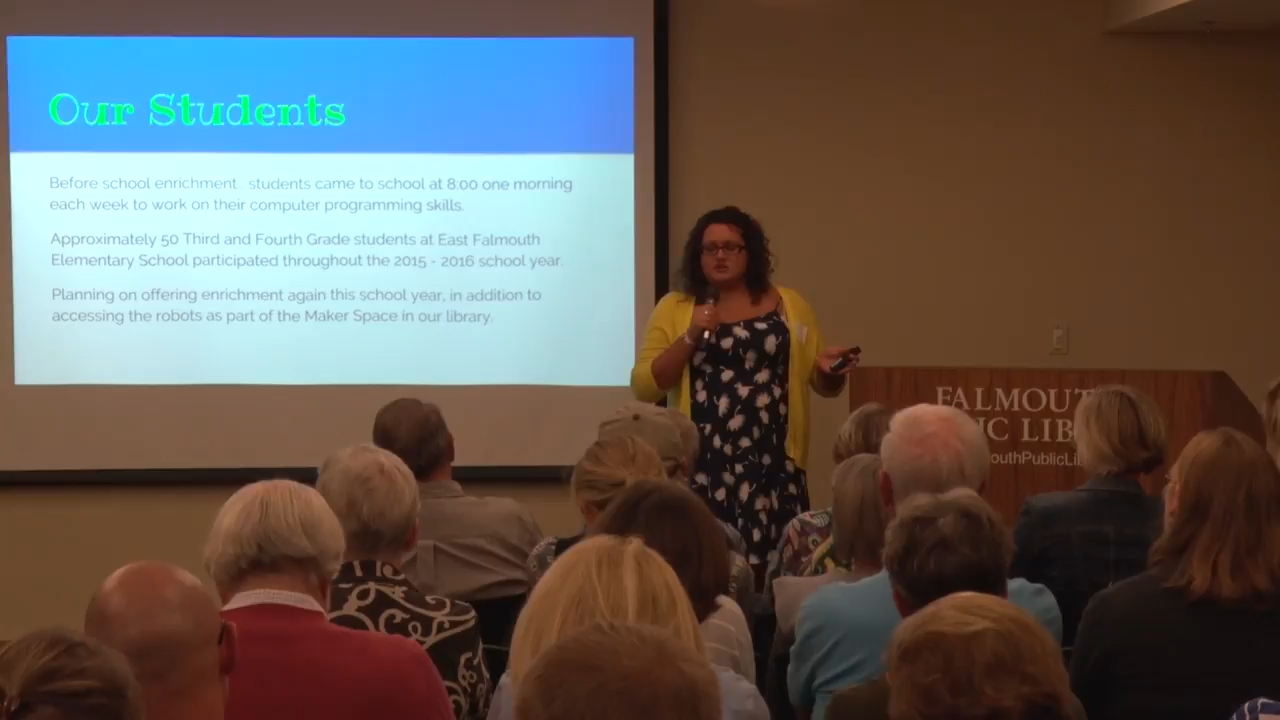 Our Students
Before school enrichment.. students came to school at 8:00 one morning
each week to work on their computer programming skills.
Approximately 50 Third and Fourth Grade students at East Falmouth
Elementary School participated throughout the 2015 - 2016 school year.
Planning on offering enrichment again this school year, in addition to
accessing the robots as part of the Maker Space in our library.
FALMOUT
IC LIB
outhPublicLib